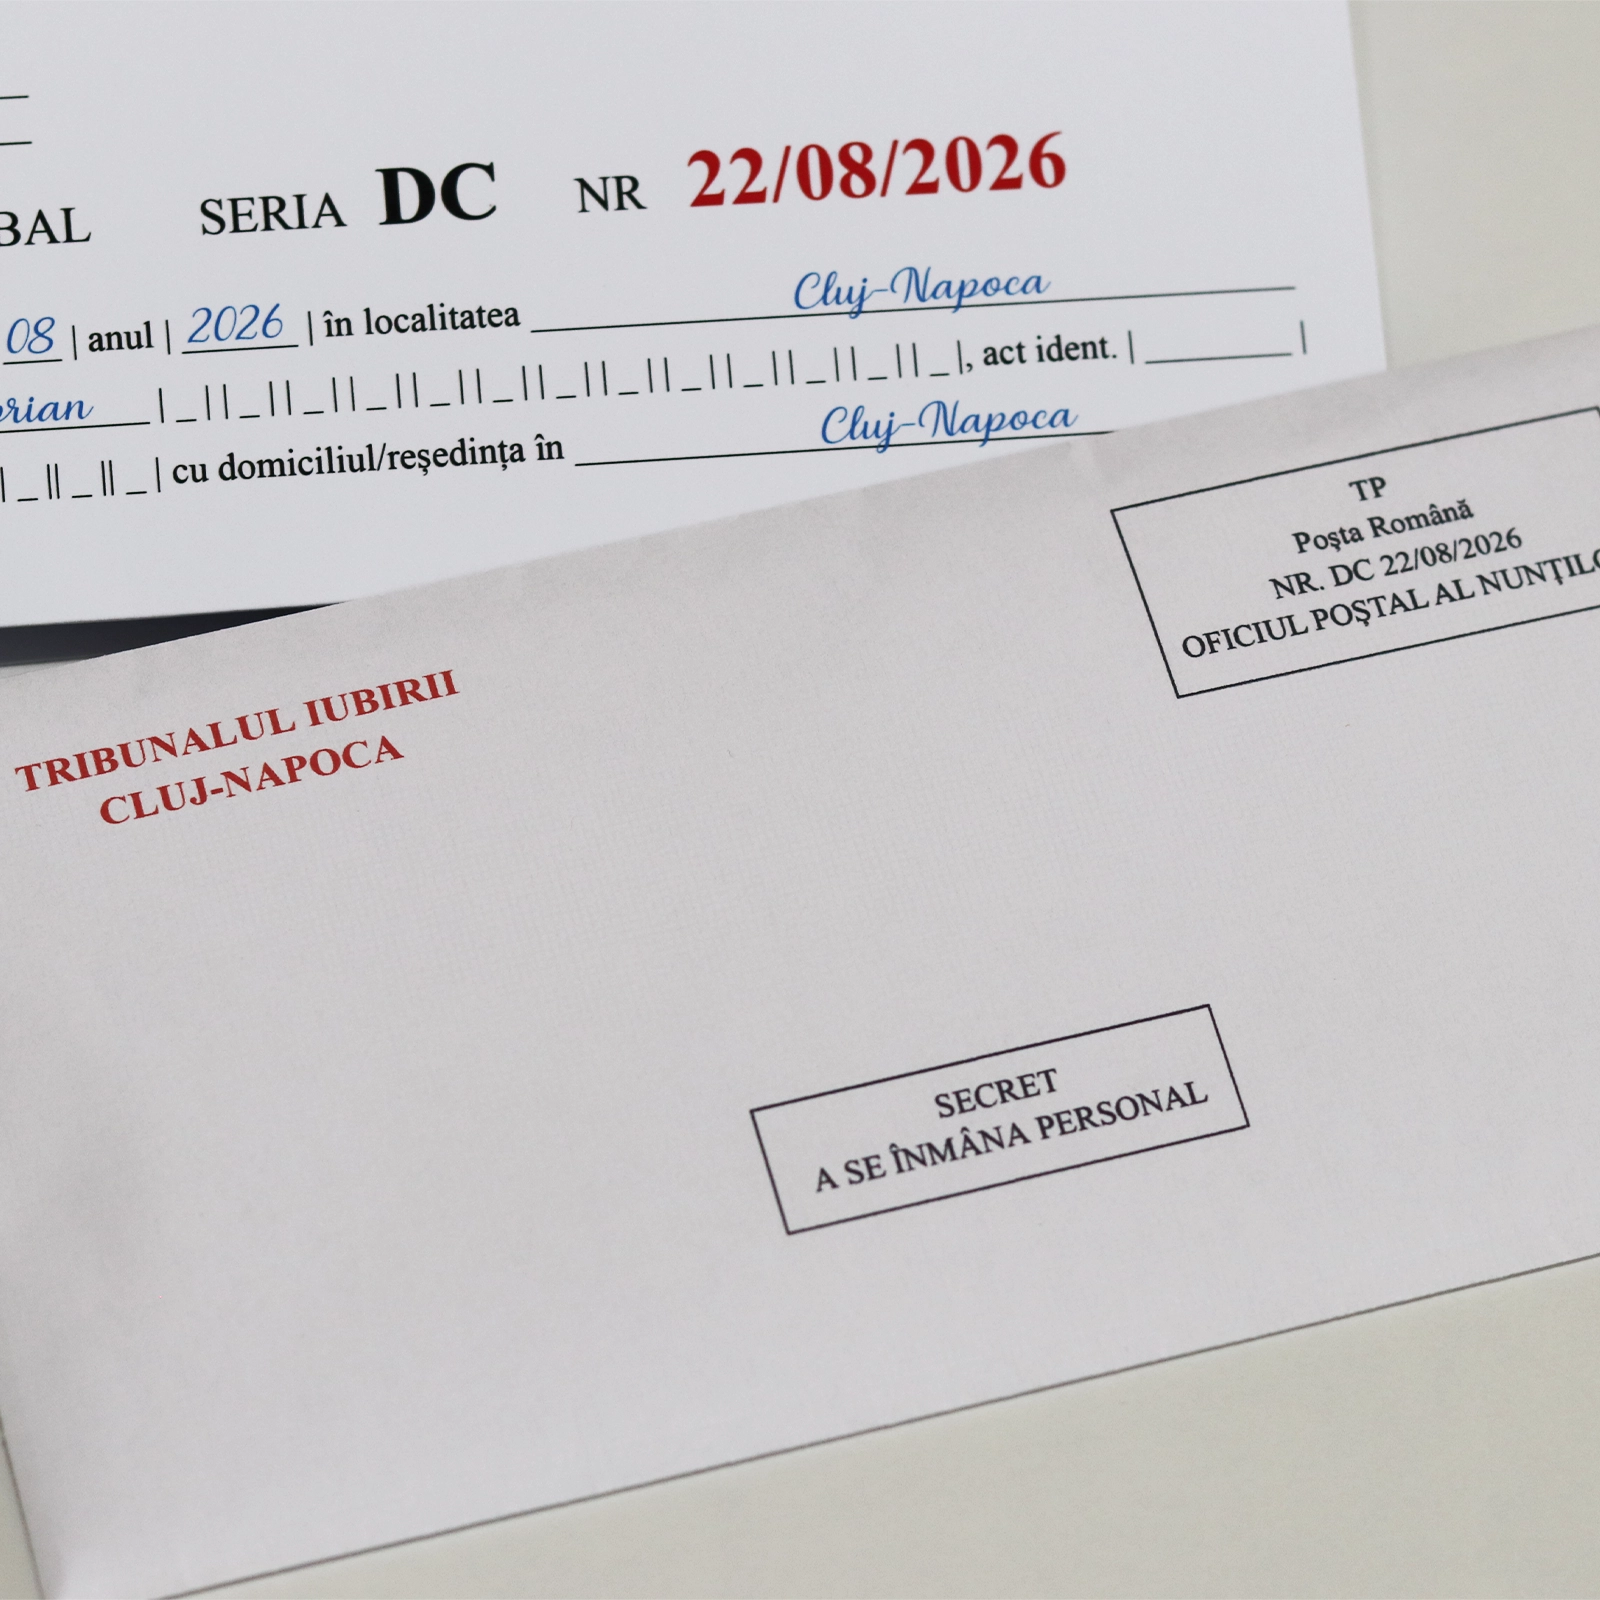 BAL SERIA DC NR 22/08/2026
08 | anul | 2026 | în localitatea Cluj-Napoca
|_||_||_||_||_||_||_||_||_||_||_||_||_|, act ident. |______|
|_||_||_| cu domiciliul/reşedinţa în Cluj-Napoca
TP
Poşta Română
NR. DC 22/08/2026
OFICIUL POŞTAL AL
TRIBUNALUL IUBIRII
CLUJ-NAPOCA
SECRET
A SE ÎNMÂNA PERSONAL